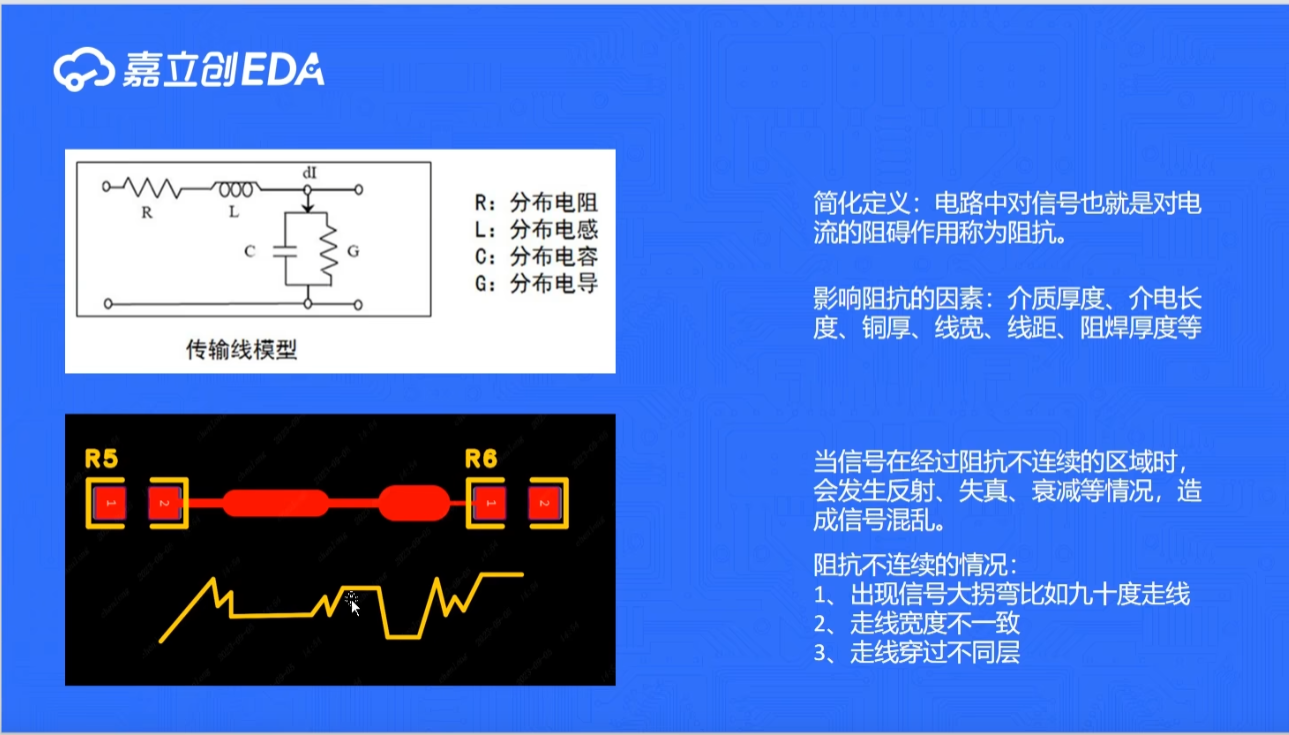 嘉立创EDA
dI
R
L
C
G
R：分布电阻
L：分布电感
C：分布电容
G：分布电导
传输线模型
简化定义：电路中对信号也就是对电
流的阻碍作用称为阻抗。
影响阻抗的因素：介质厚度、介电长
度、铜厚、线宽、线距、阻焊厚度等
R5
R6
1
2
1
2
当信号在经过阻抗不连续的区域时，
会发生反射、失真、衰减等情况，造
成信号混乱。
阻抗不连续的情况：
1、出现信号大拐弯比如九十度走线
2、走线宽度不一致
3、走线穿过不同层